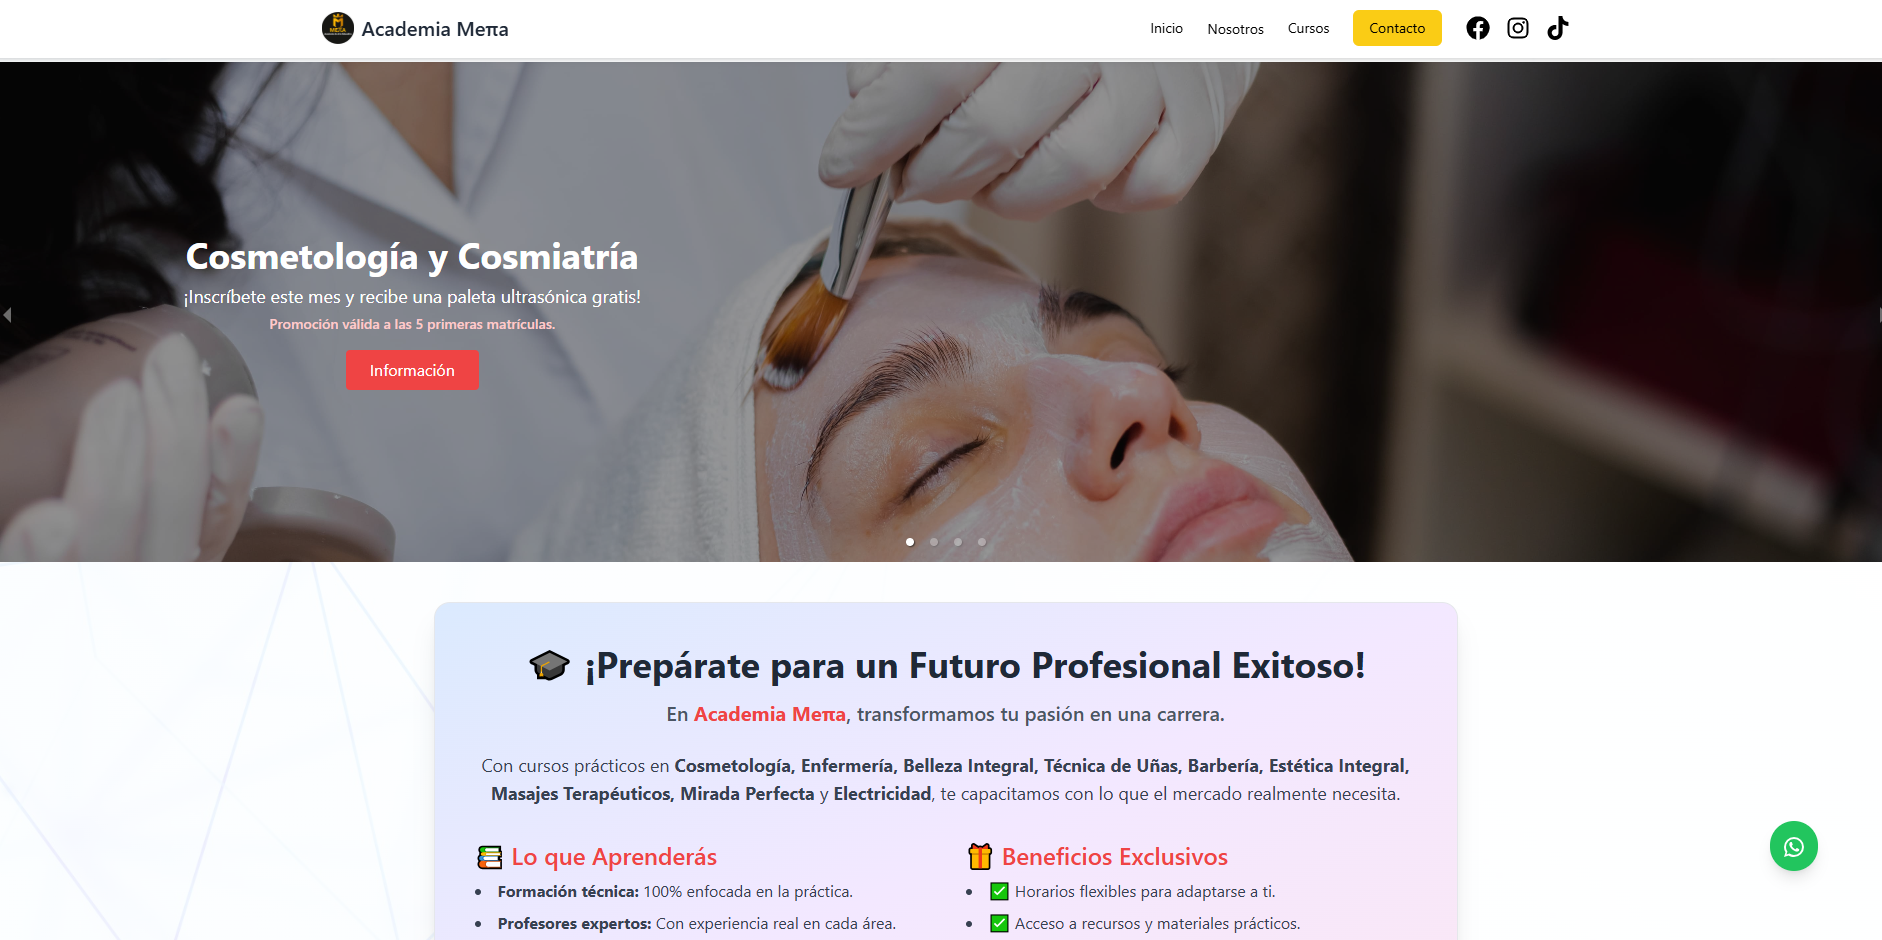 META
Academia Meπa
Inicio
Nosotros
Cursos
Contacto
Cosmetología y Cosmiatría
¡Inscríbete este mes y recibe una paleta ultrasónica gratis!
Promoción válida a las 5 primeras matrículas.
Información
¡Prepárate para un Futuro Profesional Exitoso!
En Academia Meπa, transformamos tu pasión en una carrera.
Con cursos prácticos en Cosmetología, Enfermería, Belleza Integral, Técnica de Uñas, Barbería, Estética Integral,
Masajes Terapéuticos, Mirada Perfecta y Electricidad, te capacitamos con lo que el mercado realmente necesita.
Lo que Aprenderás
• Formación técnica: 100% enfocada en la práctica.
• Profesores expertos: Con experiencia real en cada área.
Beneficios Exclusivos
• ✅ Horarios flexibles para adaptarse a ti.
• ✅ Acceso a recursos y materiales prácticos.